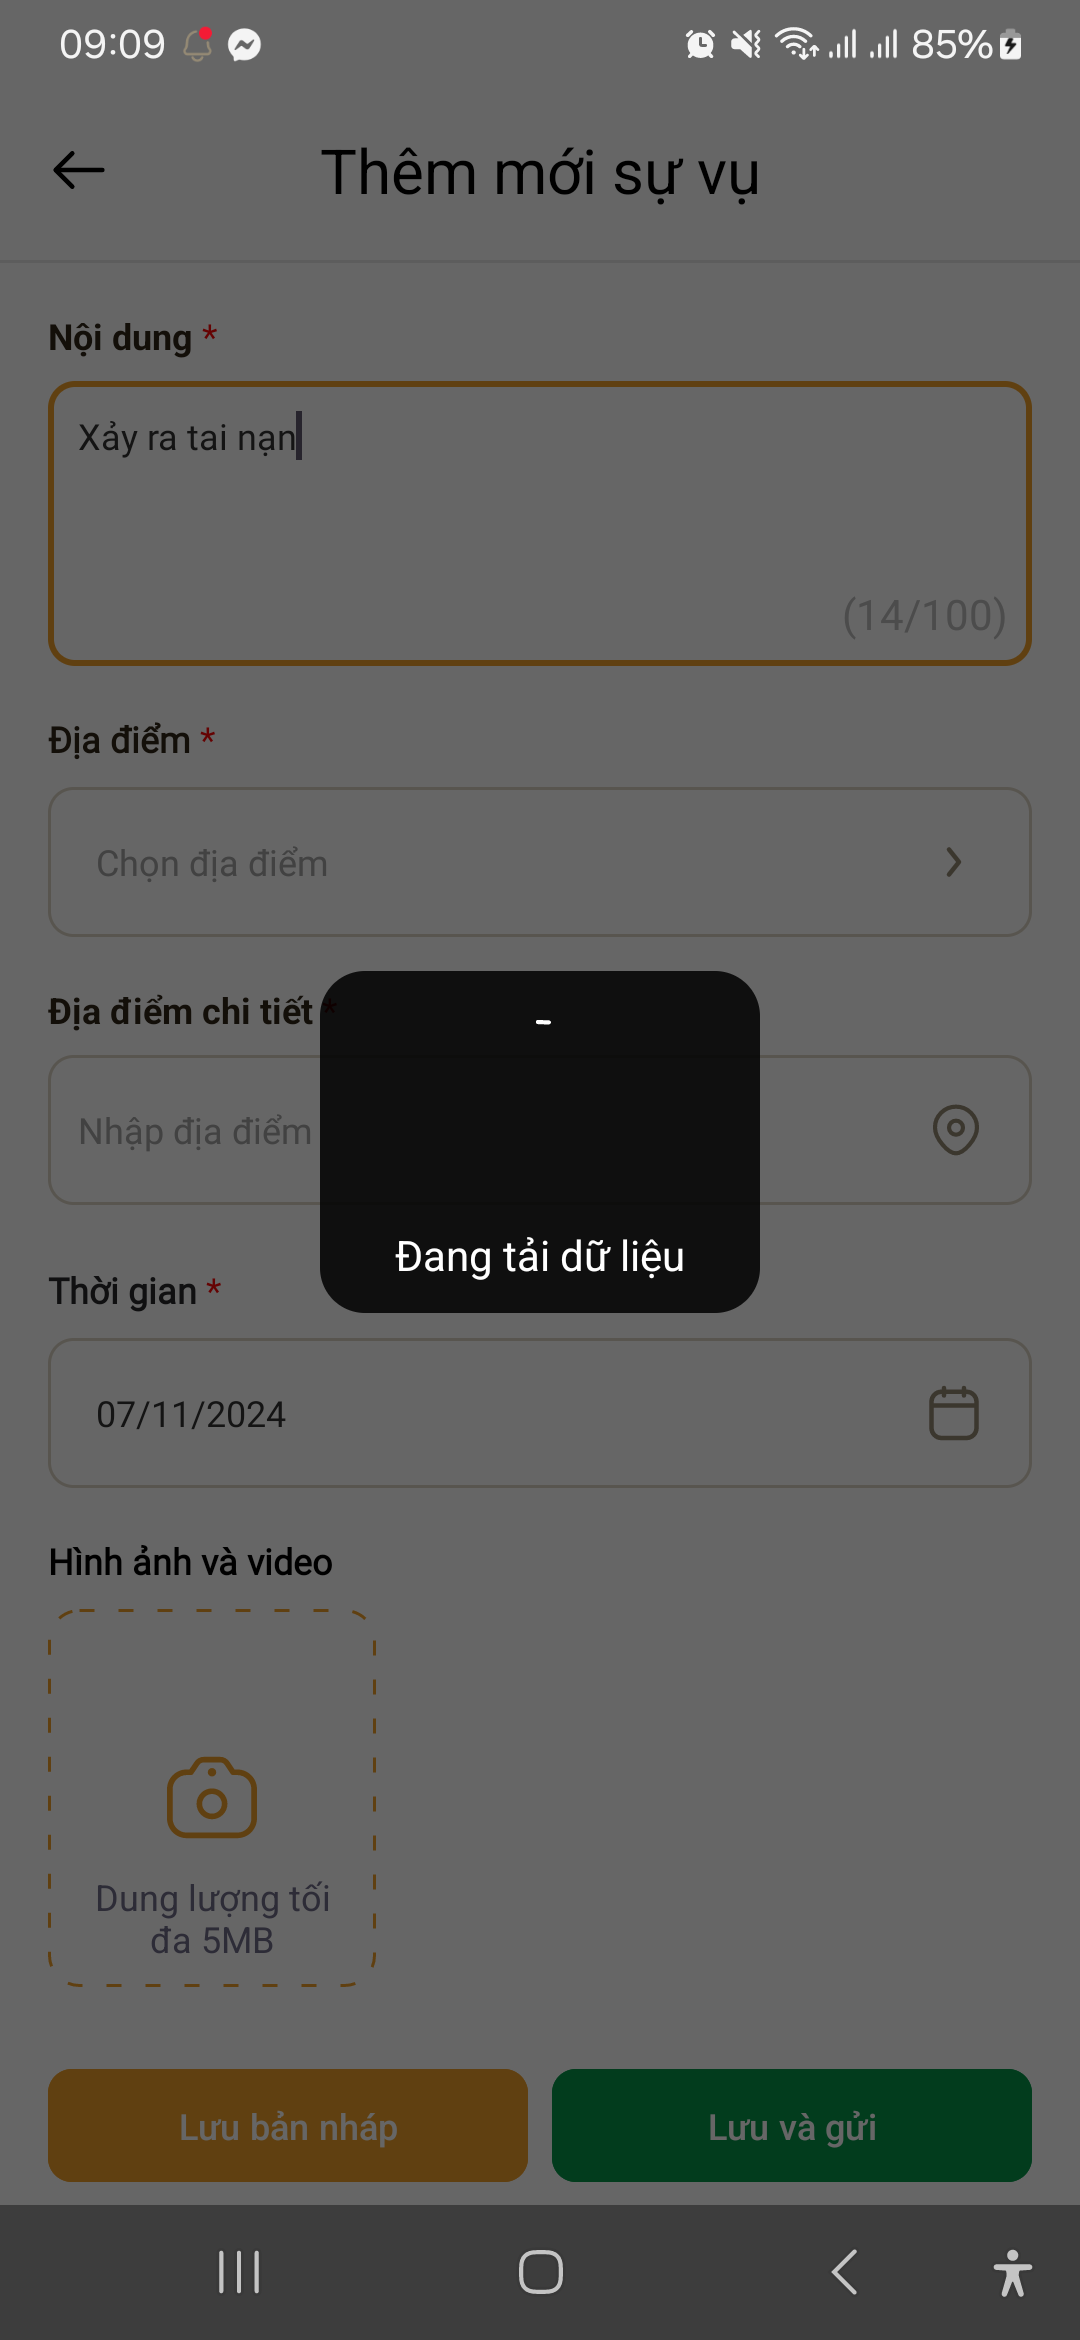 09:09
85%
Thêm mới sự vụ
Nội dung *
Xảy ra tai nạn
(14/100)
Địa điểm *
Chọn địa điểm
Địa điểm chi tiết *
Nhập địa điểm
Đang tải dữ liệu
Thời gian *
07/11/2024
Hình ảnh và video
Dung lượng tối
đa 5MB
Lưu bản nháp
Lưu và gửi